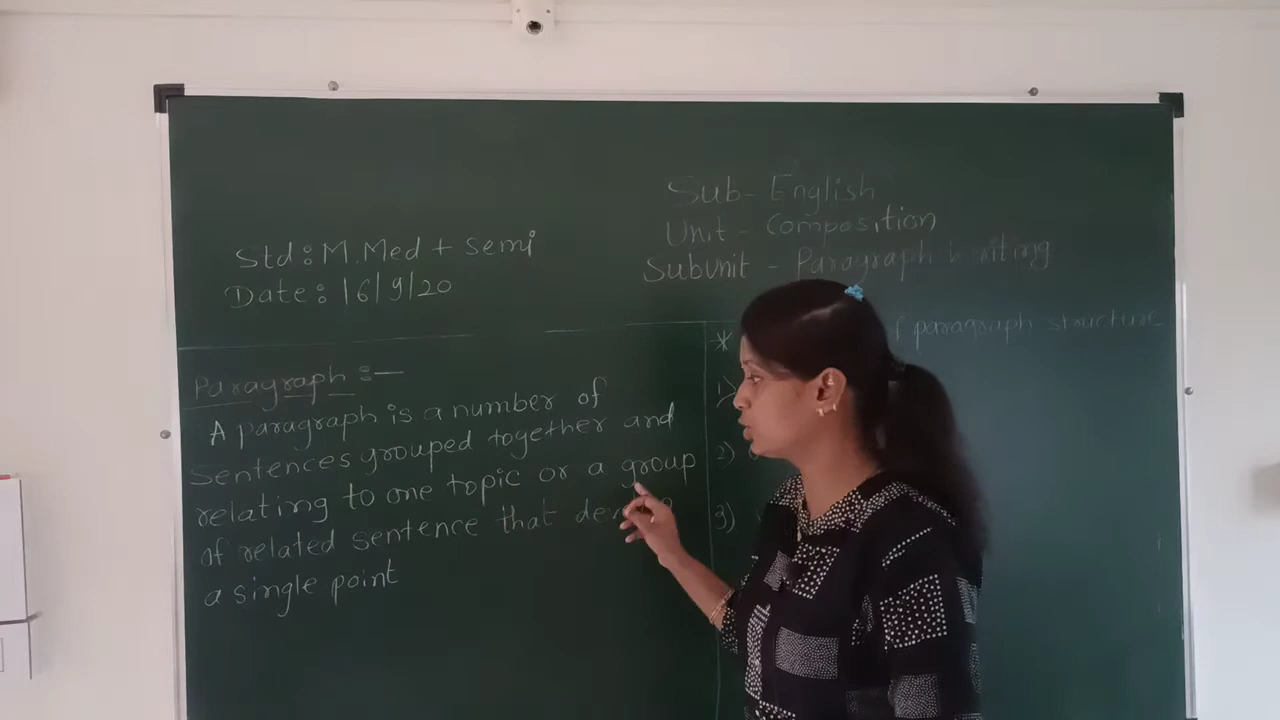 Sub- English
Unit - Composition
Subunit - Paragraph writing
Std: M.Med + semi
Date: 16/9/20
Paragraph :-
A paragraph is a number of
sentences grouped together and
relating to one topic or a group
of related sentence that
a single point
* f paragraph structure
1)
2)
3)